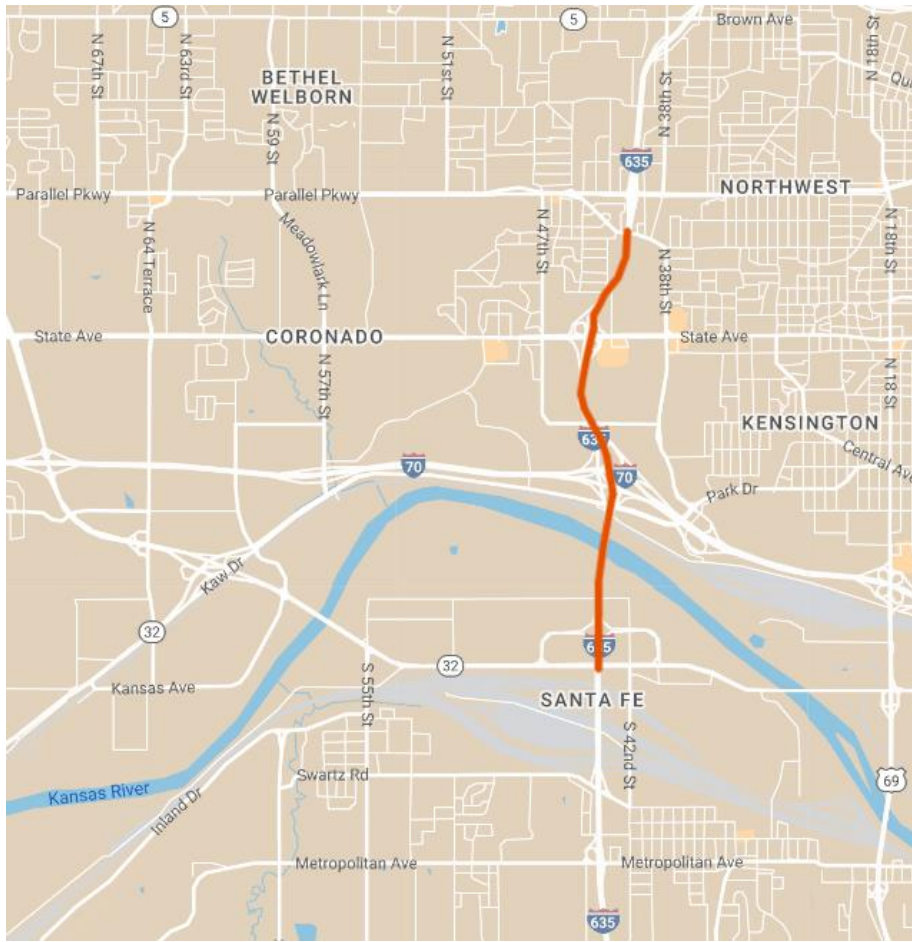 5
5
Brown Ave
N 67th St
N 63rd St
N 51st St
N 18th St
BETHEL
WELBORN
N 59 St
N 38th St
635
Parallel Pkwy
Parallel Pkwy
NORTHWEST
N 64 Terrace
Meadowlark Ln
N 47th St
N 38th St
N 18th St
State Ave
CORONADO
State Ave
N 57th St
N 18 St
KENSINGTON
Central Ave
635
70
70
Park Dr
Kaw Dr
32
32
635
Kansas Ave
S 55th St
SANTA FE
S 42nd St
Swartz Rd
69
Kansas River
Inland Dr
Metropolitan Ave
Metropolitan Ave
635